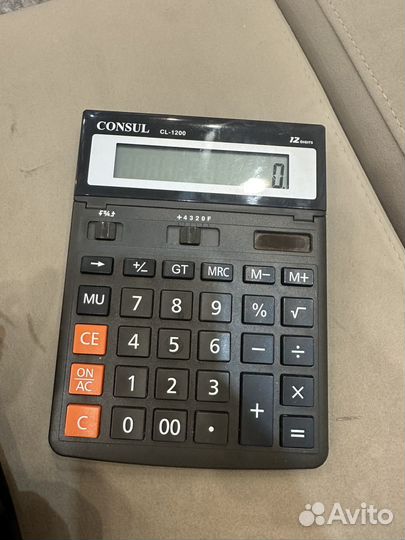 CONSUL CL-1200 12 DIGITS
0.
+ 4 3 2 0 F
→ +/− GT MRC M− M+
MU 7 8 9 % √
CE 4 5 6 − ÷
ON/AC 1 2 3 + ×
C 0 00 • =
Avito